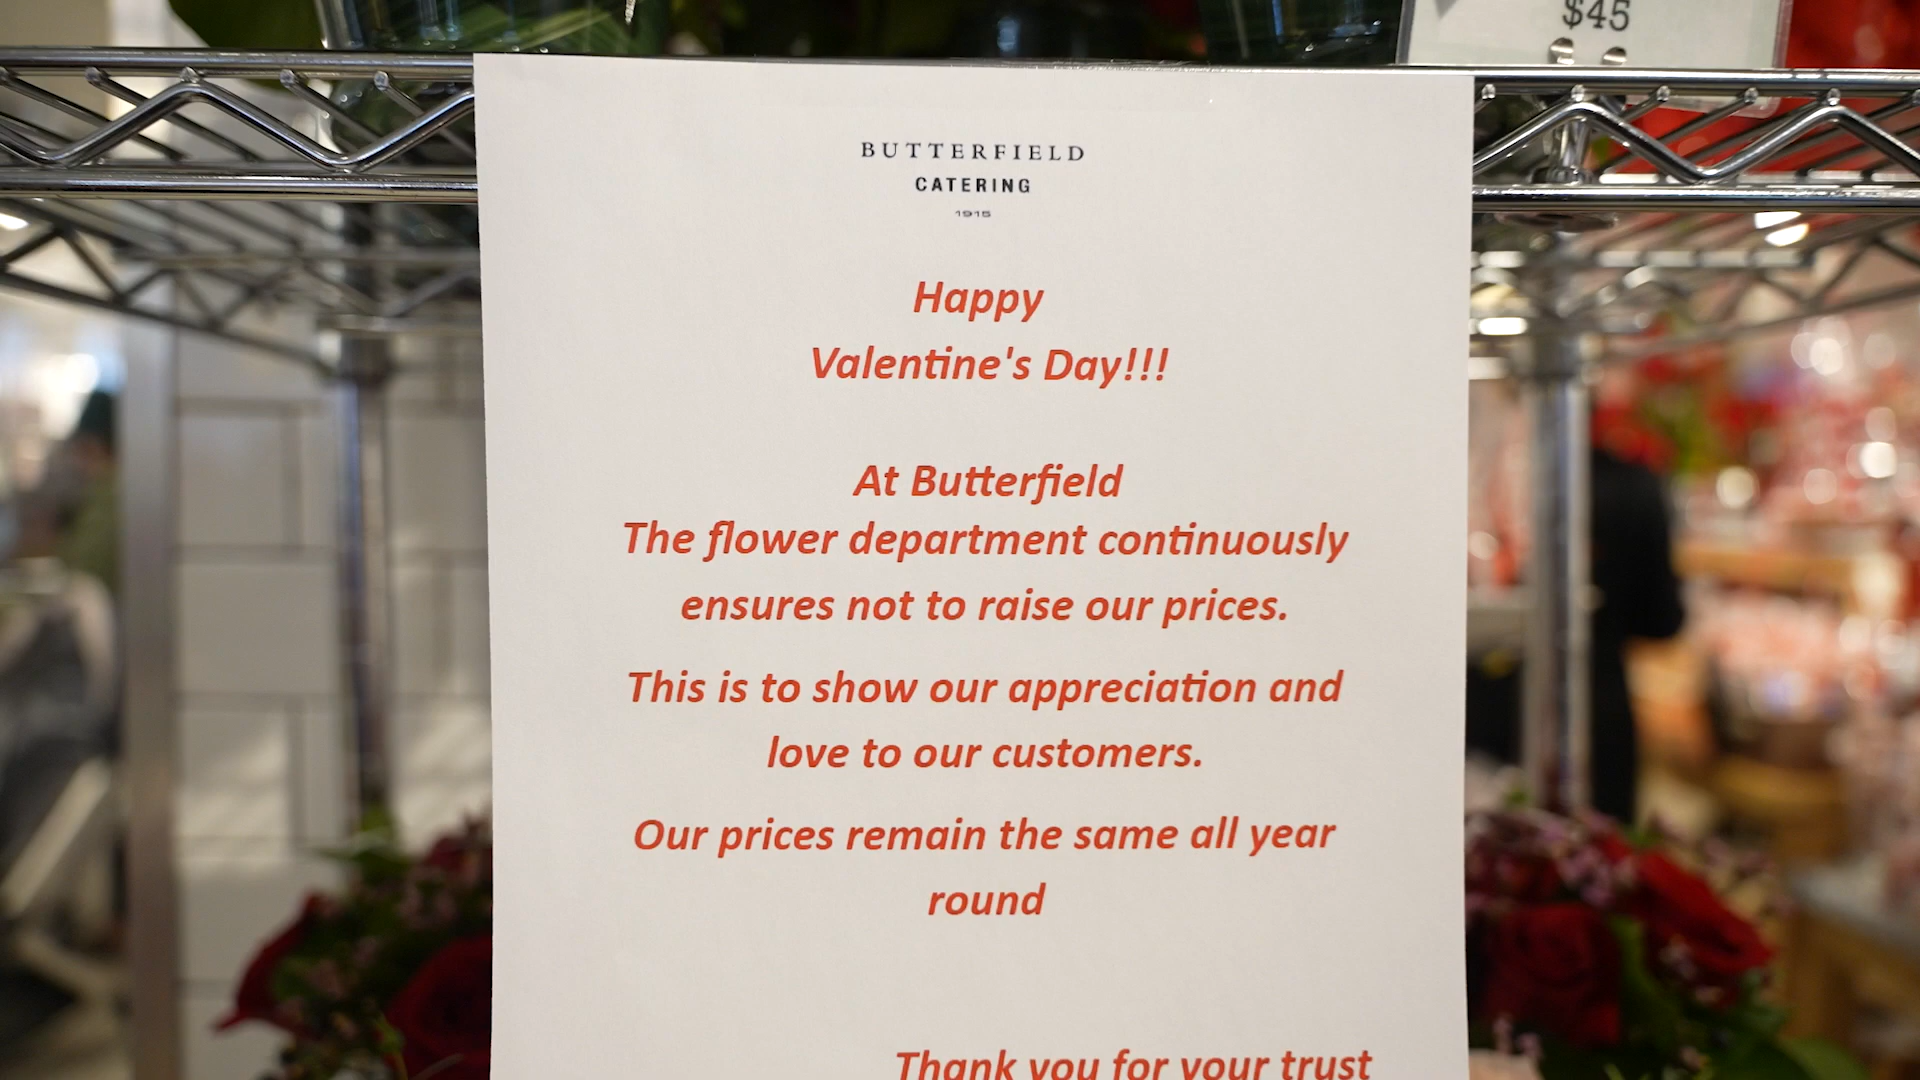 $45
BUTTERFIELD
CATERING
1915
Happy
Valentine's Day!!!
At Butterfield
The flower department continuously
ensures not to raise our prices.
This is to show our appreciation and
love to our customers.
Our prices remain the same all year
round
Thank you for your trust